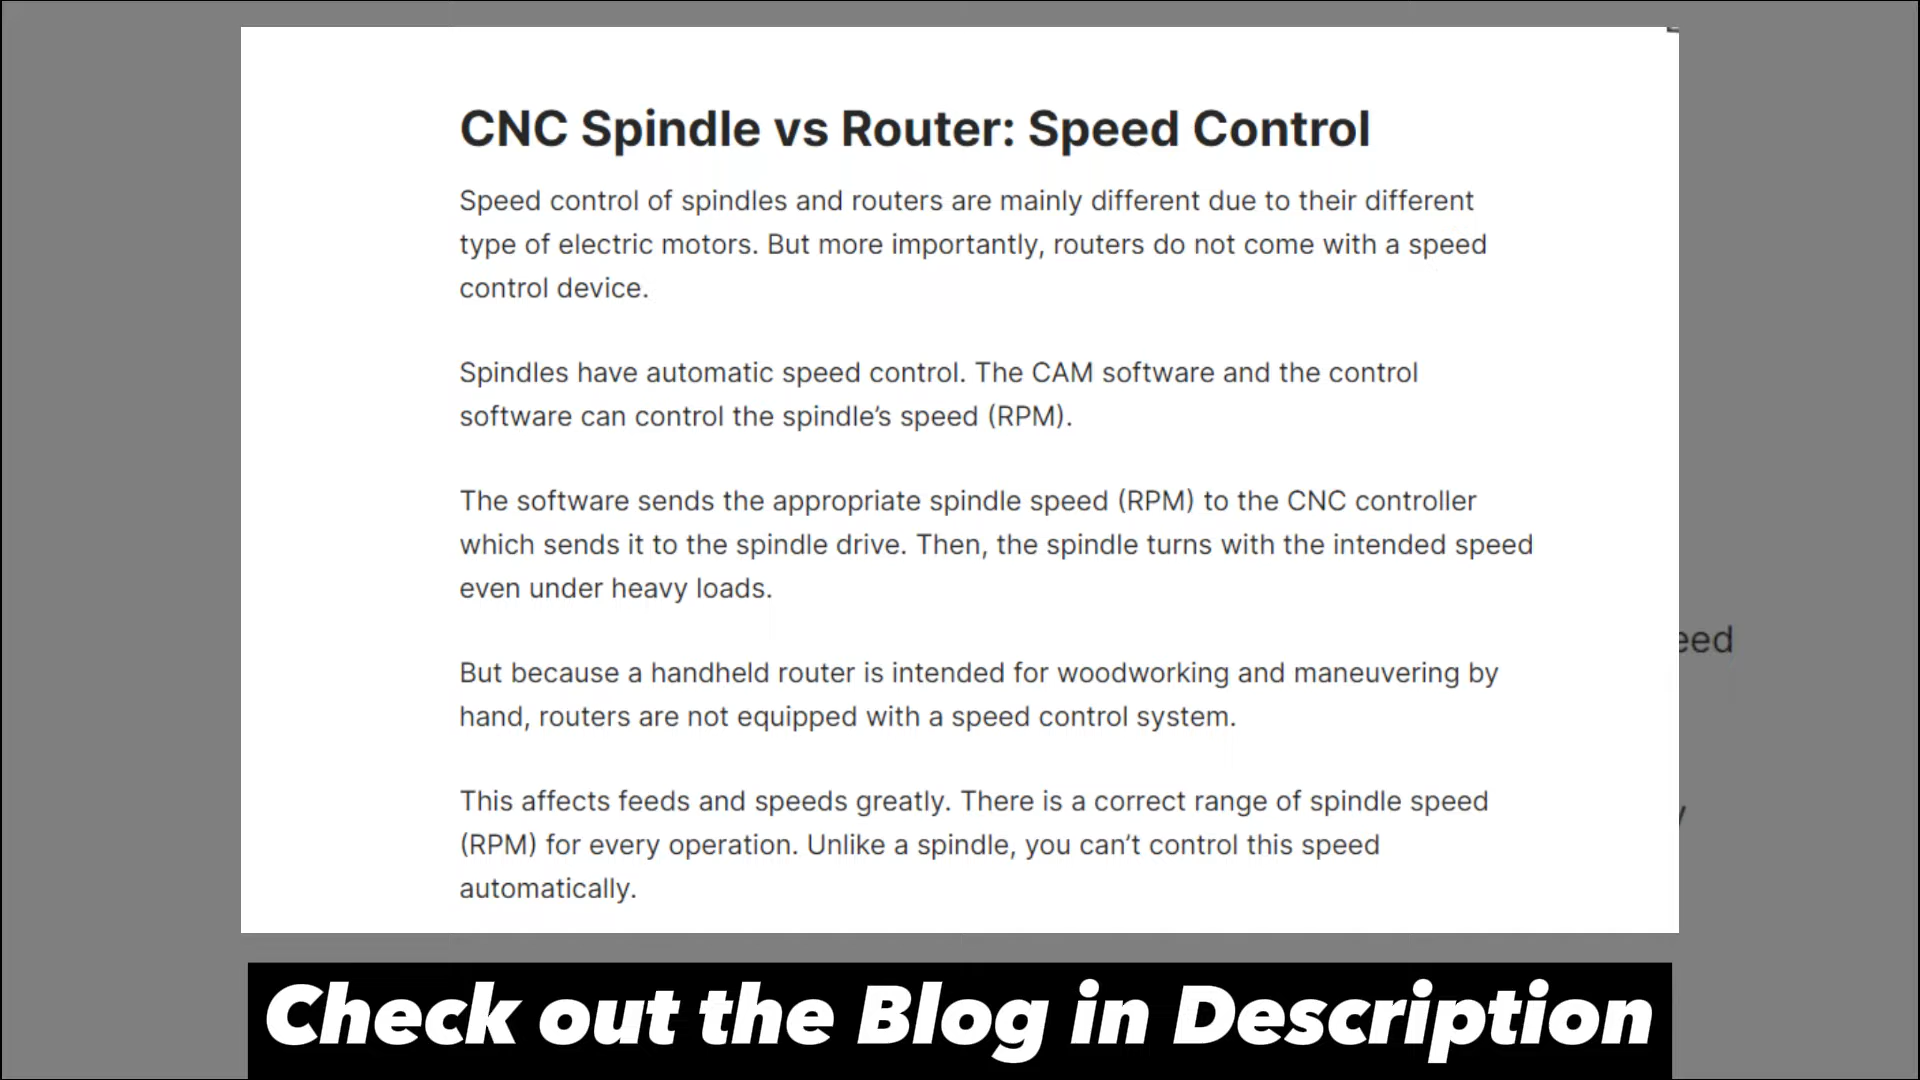 CNC Spindle vs Router: Speed Control
Speed control of spindles and routers are mainly different due to their different
type of electric motors. But more importantly, routers do not come with a speed
control device.
Spindles have automatic speed control. The CAM software and the control
software can control the spindle’s speed (RPM).
The software sends the appropriate spindle speed (RPM) to the CNC controller
which sends it to the spindle drive. Then, the spindle turns with the intended speed
even under heavy loads.
But because a handheld router is intended for woodworking and maneuvering by
hand, routers are not equipped with a speed control system.
This affects feeds and speeds greatly. There is a correct range of spindle speed
(RPM) for every operation. Unlike a spindle, you can’t control this speed
automatically.
Check out the Blog in Description